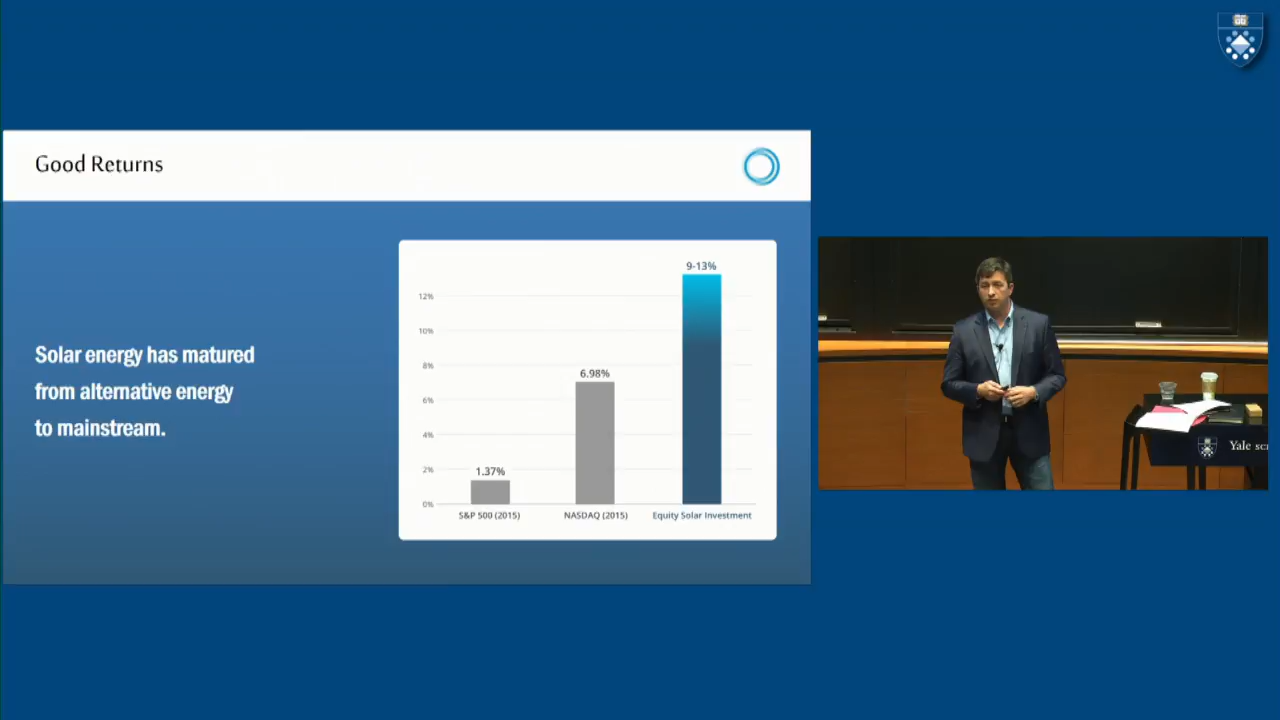 Good Returns
Solar energy has matured
from alternative energy
to mainstream.
9-13%
12%
10%
8%
6.98%
6%
4%
1.37%
2%
0%
S&P 500 (2015)
NASDAQ (2015)
Equity Solar Investment
Yale sc